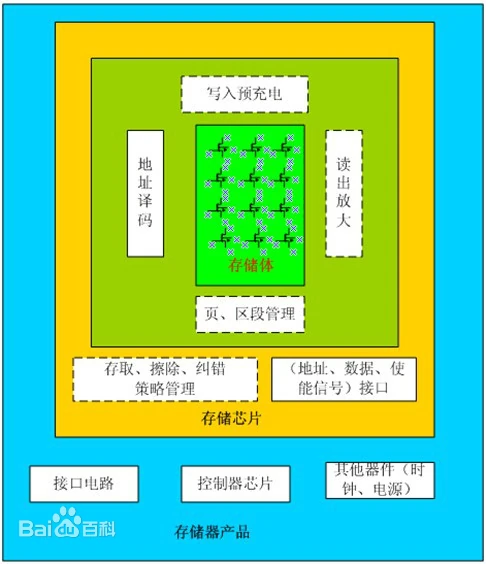 写入预充电
地址译码
读出放大
存储体
页、区段管理
存取、擦除、纠错
策略管理
（地址、数据、使
能信号）接口
存储芯片
接口电路
控制器芯片
其他器件（时
钟、电源）
Bai百科
存储器产品